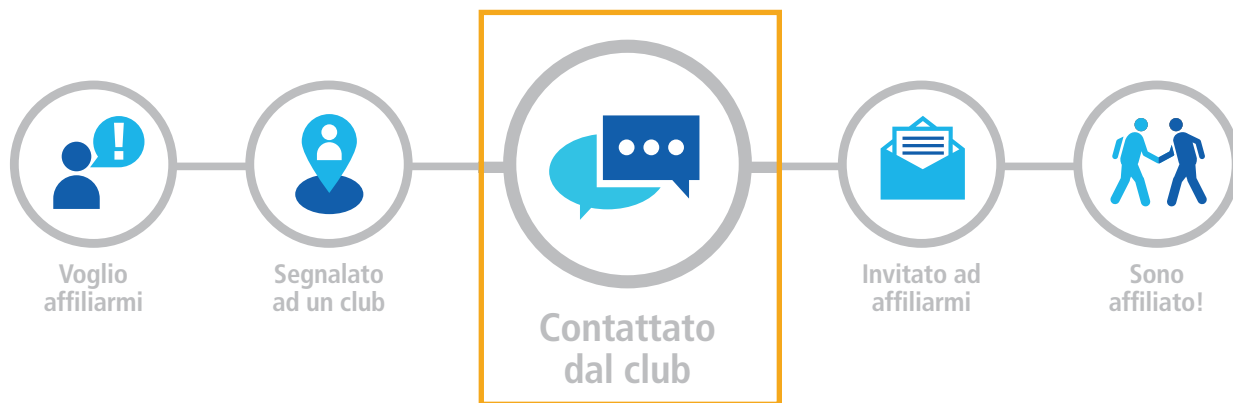 Voglio
affiliarmi
Segnalato
ad un club
Contattato
dal club
Invitato ad
affiliarmi
Sono
affiliato!